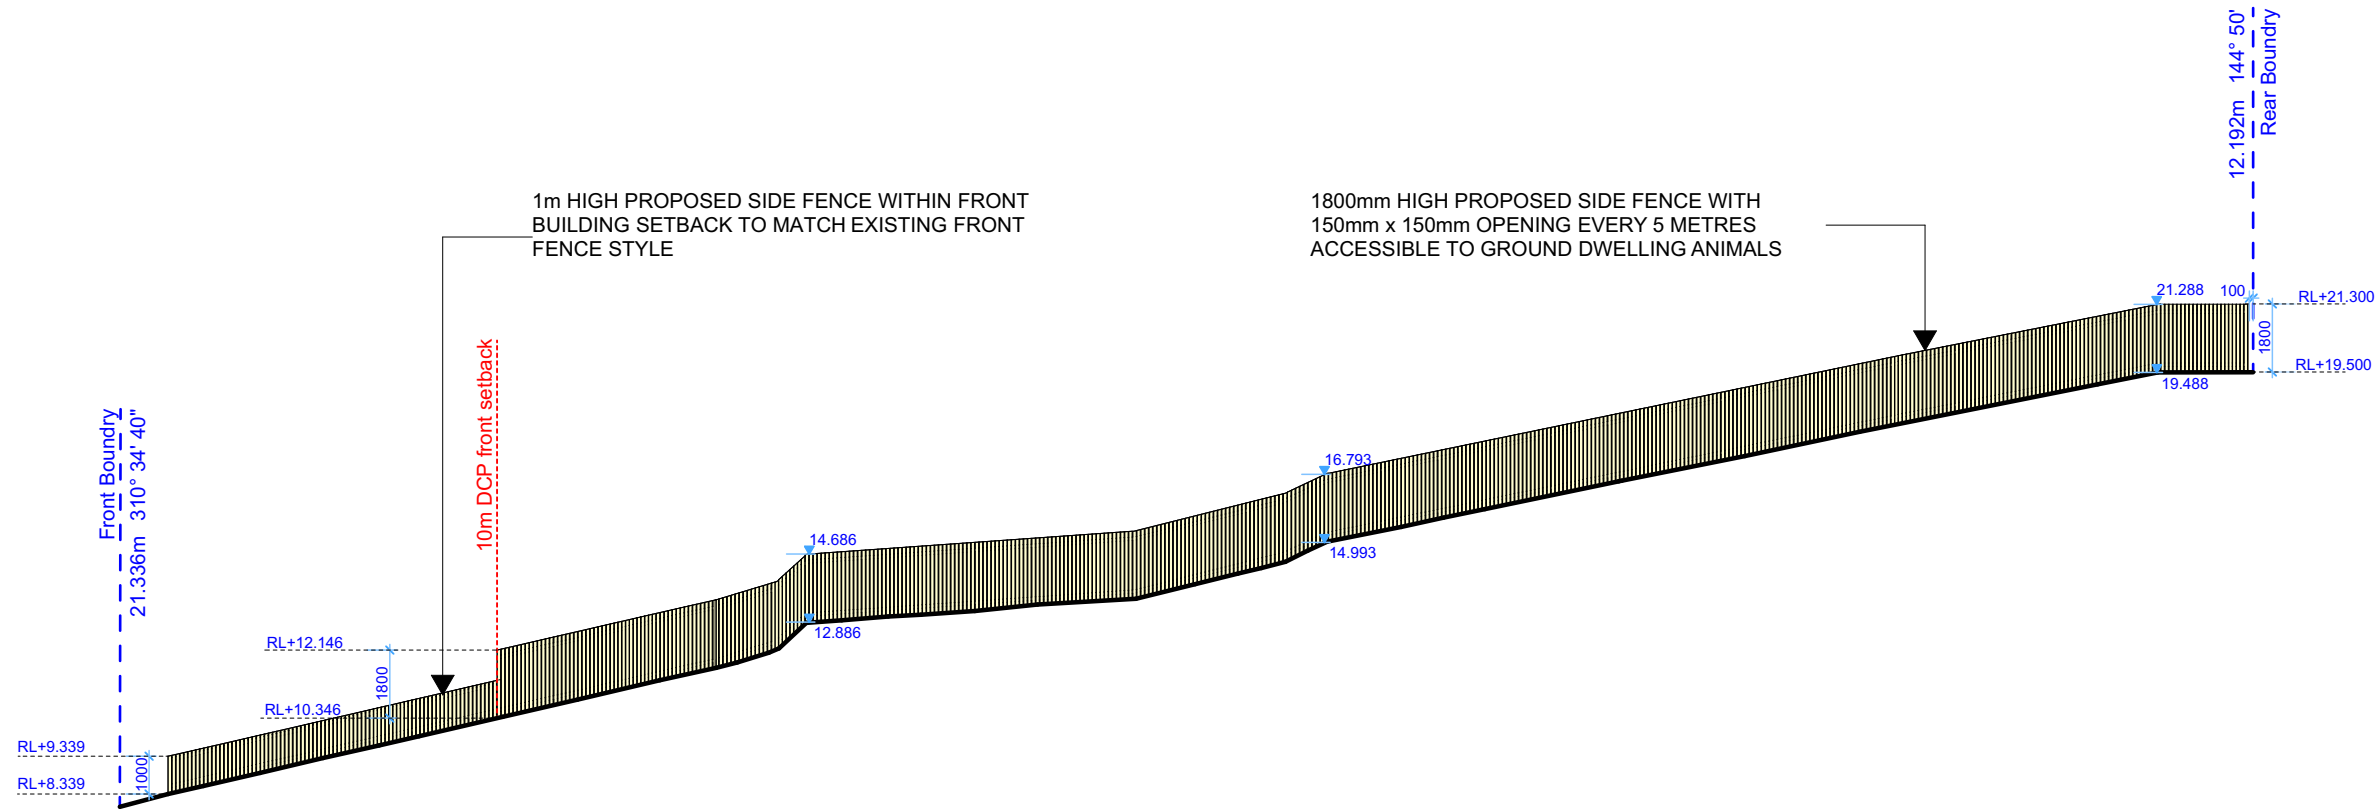 12.192m 144° 50'
Rear Boundry
1m HIGH PROPOSED SIDE FENCE WITHIN FRONT
BUILDING SETBACK TO MATCH EXISTING FRONT
FENCE STYLE
1800mm HIGH PROPOSED SIDE FENCE WITH
150mm x 150mm OPENING EVERY 5 METRES
ACCESSIBLE TO GROUND DWELLING ANIMALS
21.288
100
RL+21.300
1800
RL+19.500
19.488
10m DCP front setback
Front Boundry
21.336m 310° 34' 40"
16.793
14.993
14.686
12.886
RL+12.146
1800
RL+10.346
RL+9.339
1000
RL+8.339